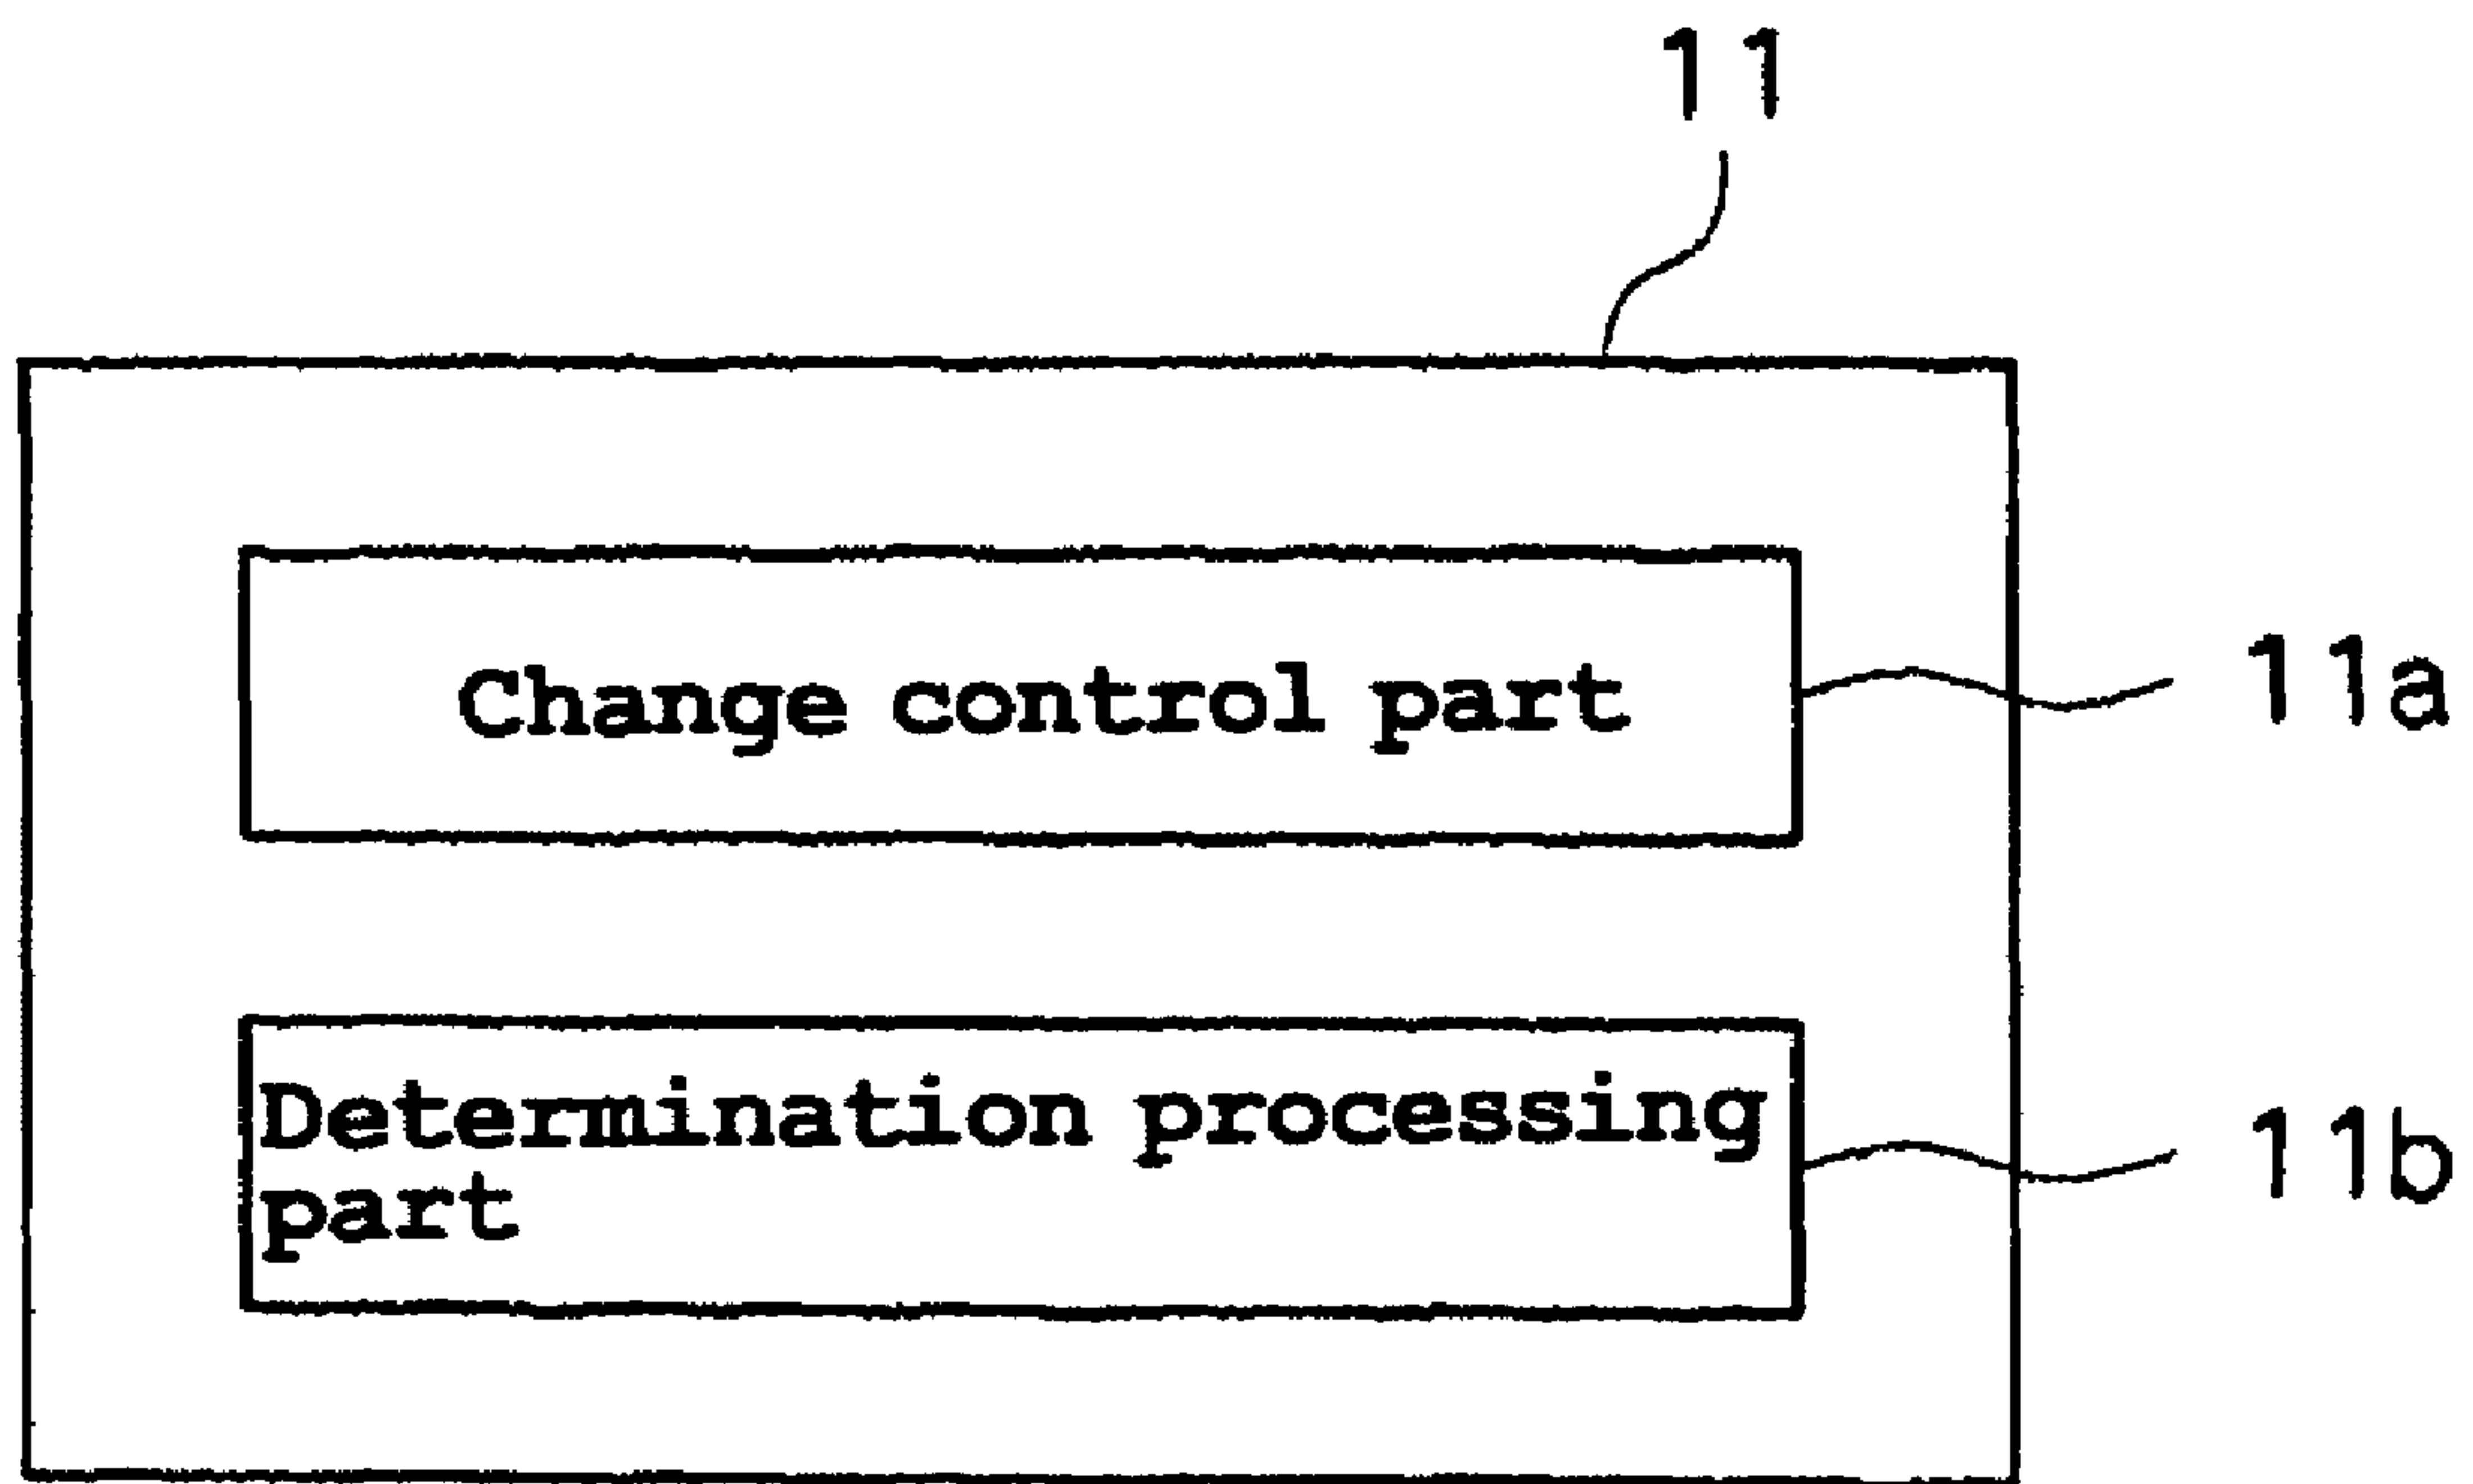 11
Change control part
11a
Determination processing
part
11b